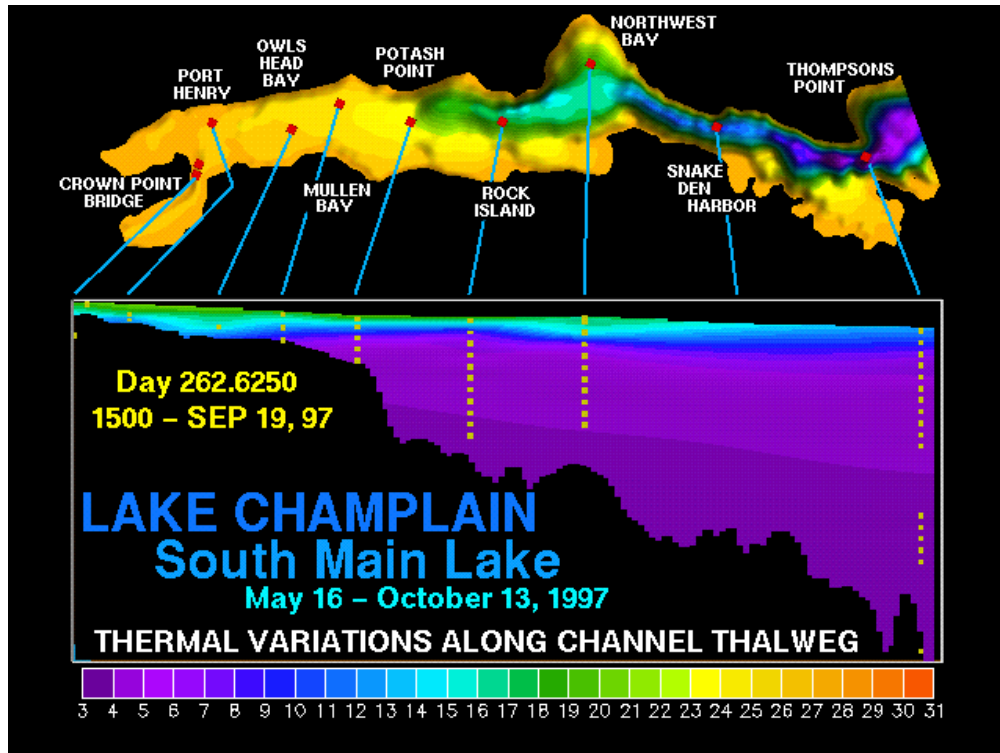 NORTHWEST
BAY
OWLS
HEAD
BAY
POTASH
POINT
PORT
HENRY
THOMPSONS
POINT
CROWN POINT
BRIDGE
MULLEN
BAY
ROCK
ISLAND
SNAKE
DEN
HARBOR
Day 262.6250
1500 – SEP 19, 97
LAKE CHAMPLAIN
South Main Lake
May 16 – October 13, 1997
THERMAL VARIATIONS ALONG CHANNEL THALWEG
3 4 5 6 7 8 9 10 11 12 13 14 15 16 17 18 19 20 21 22 23 24 25 26 27 28 29 30 31